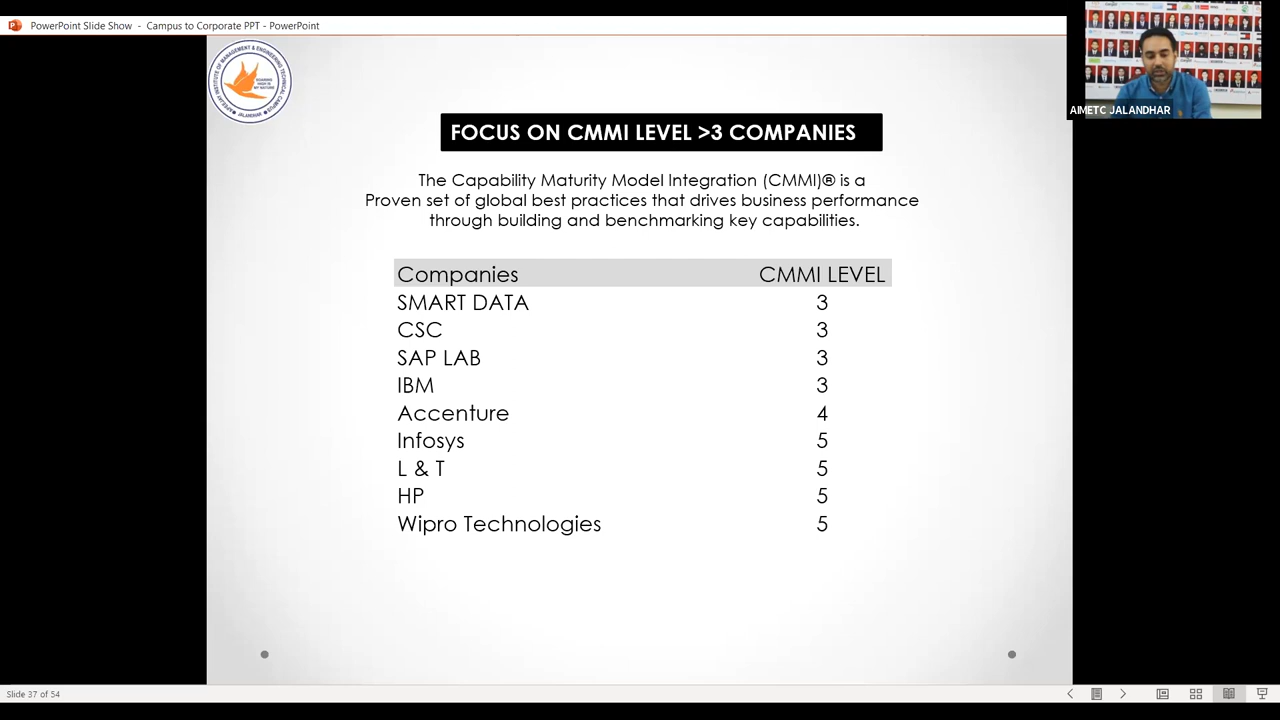 PowerPoint Slide Show - Campus to Corporate PPT - PowerPoint
AIMETC JALANDHAR
FOCUS ON CMMI LEVEL >3 COMPANIES
The Capability Maturity Model Integration (CMMI)® is a
Proven set of global best practices that drives business performance
through building and benchmarking key capabilities.
Companies CMMI LEVEL
SMART DATA 3
CSC 3
SAP LAB 3
IBM 3
Accenture 4
Infosys 5
L & T 5
HP 5
Wipro Technologies 5
Slide 37 of 54